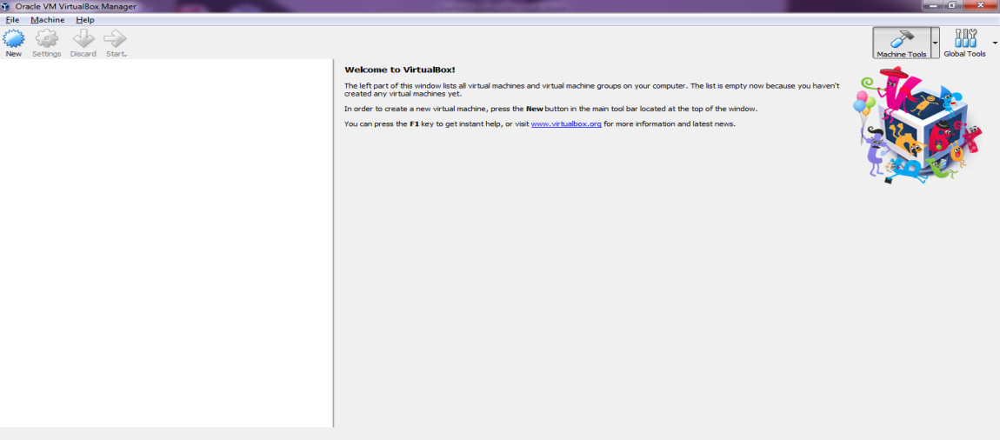 Oracle VM VirtualBox Manager
File Machine Help
New Settings Discard Start
Machine Tools Global Tools
Welcome to VirtualBox!
The left part of this window lists all virtual machines and virtual machine groups on your computer. The list is empty now because you haven't
created any virtual machines yet.
In order to create a new virtual machine, press the New button in the main tool bar located at the top of the window.
You can press the F1 key to get instant help, or visit www.virtualbox.org for more information and latest news.